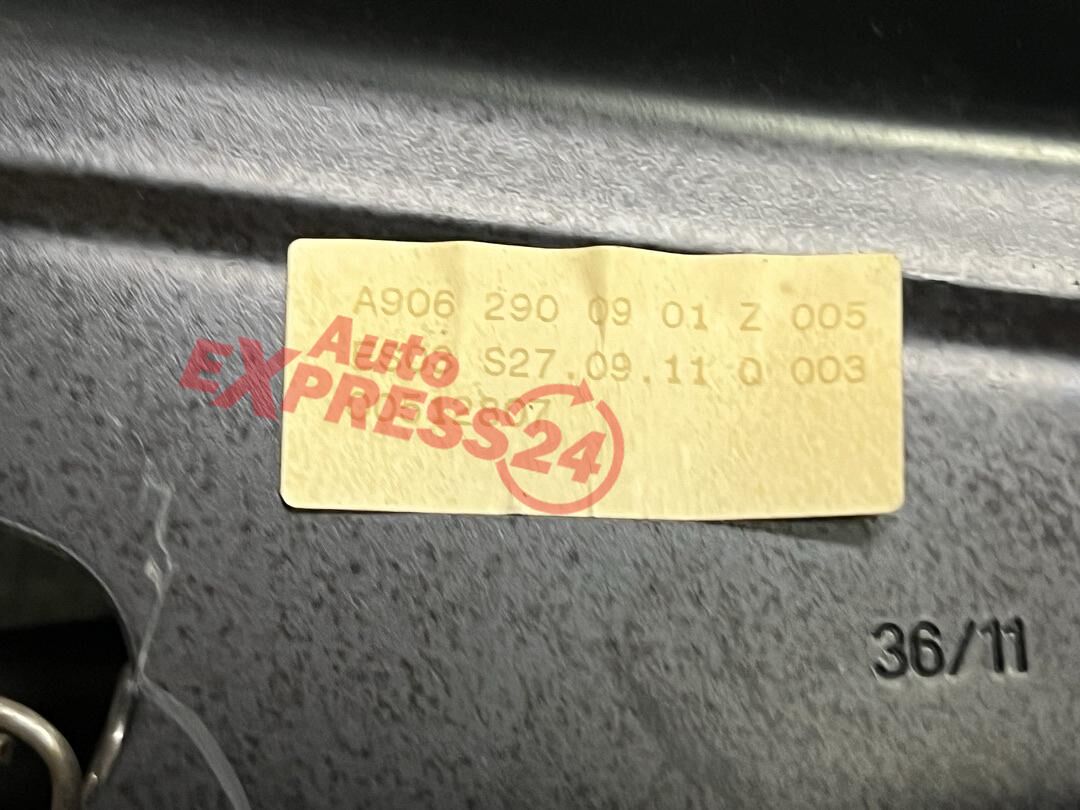 A906 290 09 01 Z 005
S27.09.11 Q 003
Auto
EXPRESS24
36/11